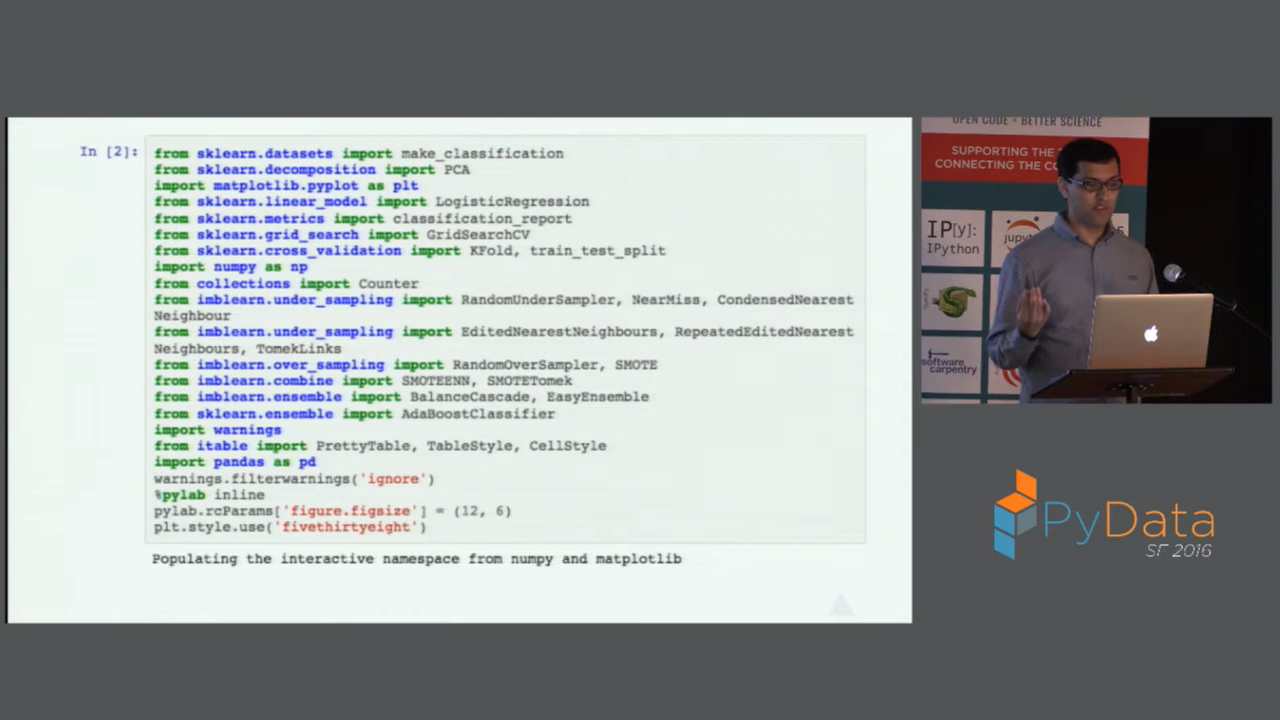 In [2]:
from sklearn.datasets import make_classification
from sklearn.decomposition import PCA
import matplotlib.pyplot as plt
from sklearn.linear_model import LogisticRegression
from sklearn.metrics import classification_report
from sklearn.grid_search import GridSearchCV
from sklearn.cross_validation import KFold, train_test_split
import numpy as np
from collections import Counter
from imblearn.under_sampling import RandomUnderSampler, NearMiss, CondensedNearest
Neighbour
from imblearn.under_sampling import EditedNearestNeighbours, RepeatedEditedNearest
Neighbours, TomekLinks
from imblearn.over_sampling import RandomOverSampler, SMOTE
from imblearn.combine import SMOTEENN, SMOTETomek
from imblearn.ensemble import BalanceCascade, EasyEnsemble
from sklearn.ensemble import AdaBoostClassifier
import warnings
from itable import PrettyTable, TableStyle, CellStyle
import pandas as pd
warnings.filterwarnings('ignore')
%pylab inline
pylab.rcParams['figure.figsize'] = (12, 6)
plt.style.use('fivethirtyeight')
Populating the interactive namespace from numpy and matplotlib
OPEN CODE = BETTER SCIENCE
SUPPORTING THE
CONNECTING THE
IP[y]:
IPython
software
carpentry
PyData
SF 2016